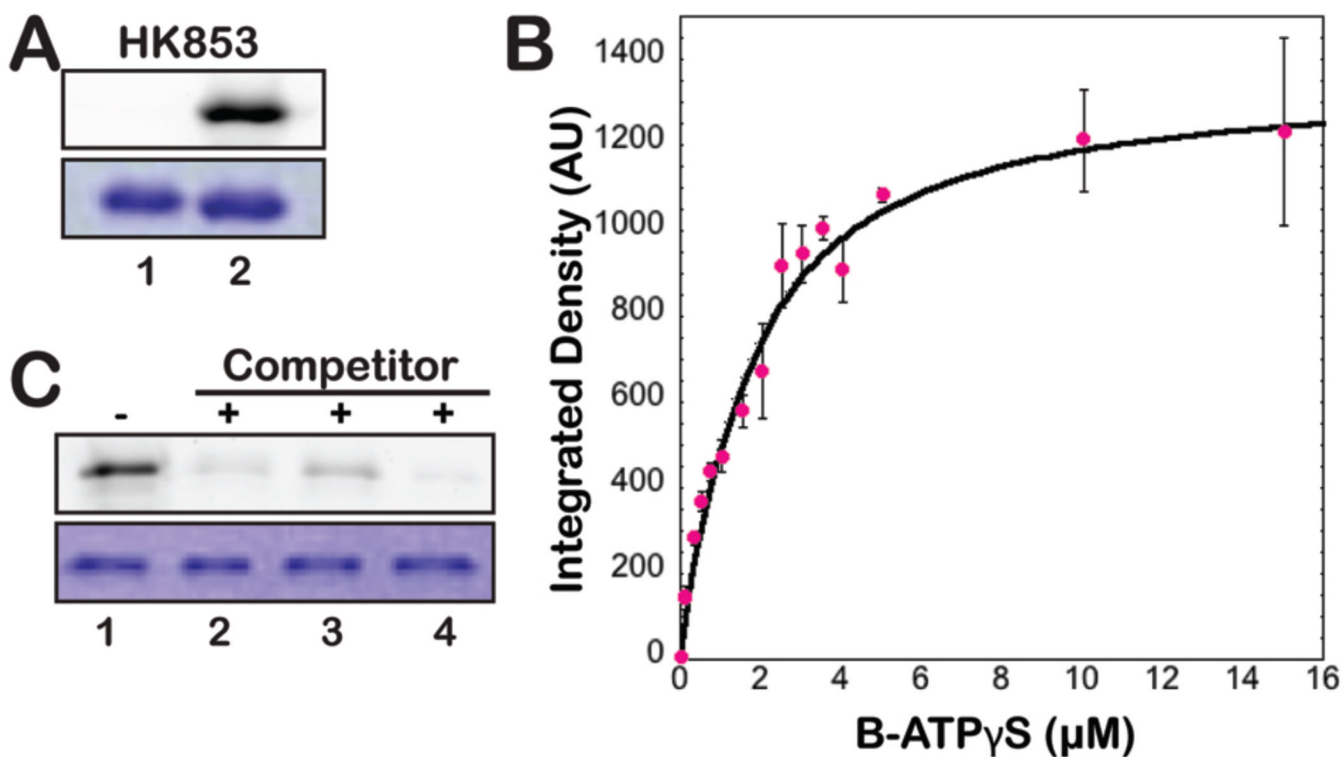 A
HK853
1 2
B
Integrated Density (AU)
1400
1200
1000
800
600
400
200
0
0 2 4 6 8 10 12 14 16
B-ATPγS (μM)
C
Competitor
- + + +
1 2 3 4